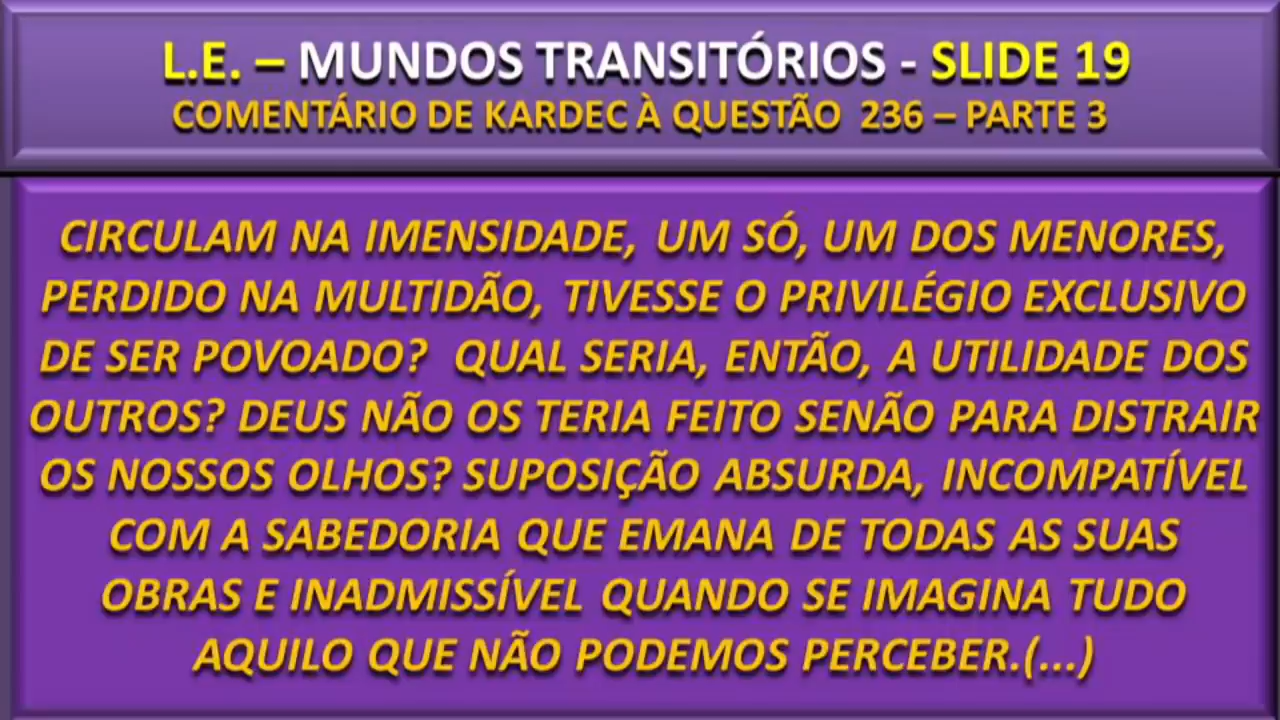 L.E. – MUNDOS TRANSITÓRIOS - SLIDE 19
COMENTÁRIO DE KARDEC À QUESTÃO 236 – PARTE 3
CIRCULAM NA IMENSIDADE, UM SÓ, UM DOS MENORES,
PERDIDO NA MULTIDÃO, TIVESSE O PRIVILÉGIO EXCLUSIVO
DE SER POVOADO? QUAL SERIA, ENTÃO, A UTILIDADE DOS
OUTROS? DEUS NÃO OS TERIA FEITO SENÃO PARA DISTRAIR
OS NOSSOS OLHOS? SUPOSIÇÃO ABSURDA, INCOMPATÍVEL
COM A SABEDORIA QUE EMANA DE TODAS AS SUAS
OBRAS E INADMISSÍVEL QUANDO SE IMAGINA TUDO
AQUILO QUE NÃO PODEMOS PERCEBER.(...)